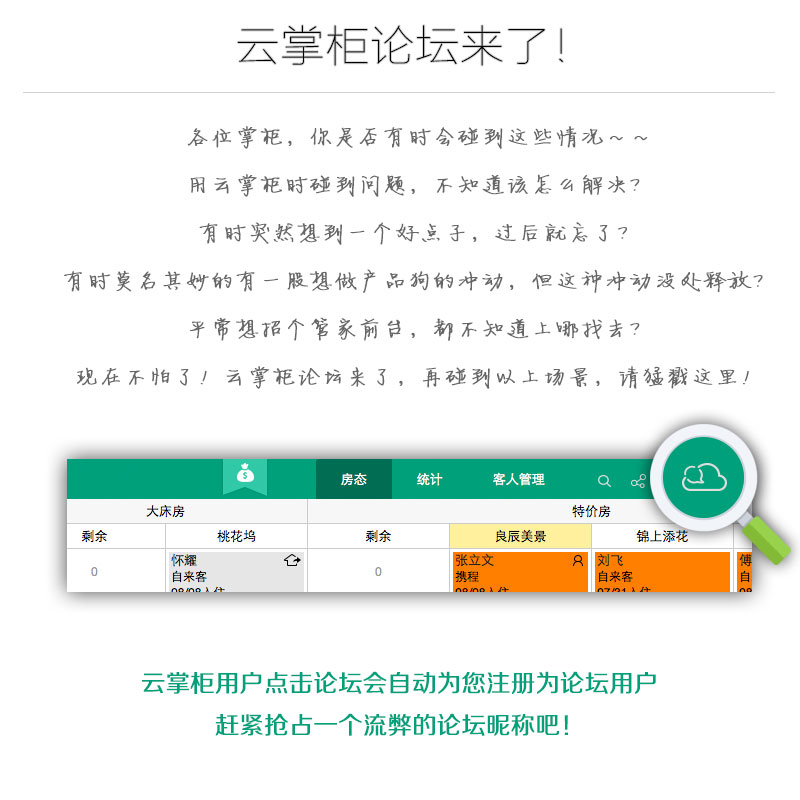 云掌柜论坛来了！
各位掌柜，你是否有时会碰到这些情况~~
用云掌柜时碰到问题，不知道该怎么解决？
有时突然想到一个好点子，过后就忘了？
有时莫名其妙的有一股想做产品狗的冲动，但这种冲动没处释放？
平常想招个管家前台，都不知道上哪找去？
现在不怕了！云掌柜论坛来了，再碰到以上场景，请猛戳这里！
$ 房态 统计 客人管理
大床房 特价房
剩余 桃花坞 剩余 良辰美景 锦上添花
0 怀耀 0 张立文 刘飞 傅
自来客 携程 自来客 自
08/08入住 08/08入住 07/31入住 08
云掌柜用户点击论坛会自动为您注册为论坛用户
赶紧抢占一个流弊的论坛昵称吧！